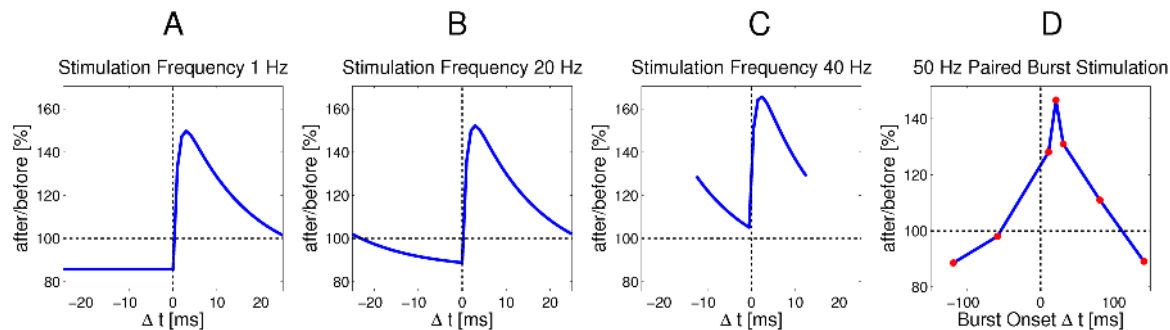 A
B
C
D
Stimulation Frequency 1 Hz
Stimulation Frequency 20 Hz
Stimulation Frequency 40 Hz
50 Hz Paired Burst Stimulation
after/before [%]
160
140
120
100
80
−20 −10 0 10 20
Δ t [ms]
after/before [%]
160
140
120
100
80
−20 −10 0 10 20
Δ t [ms]
after/before [%]
160
140
120
100
80
−20 −10 0 10 20
Δ t [ms]
after/before [%]
140
120
100
80
−100 0 100
Burst Onset Δ t [ms]